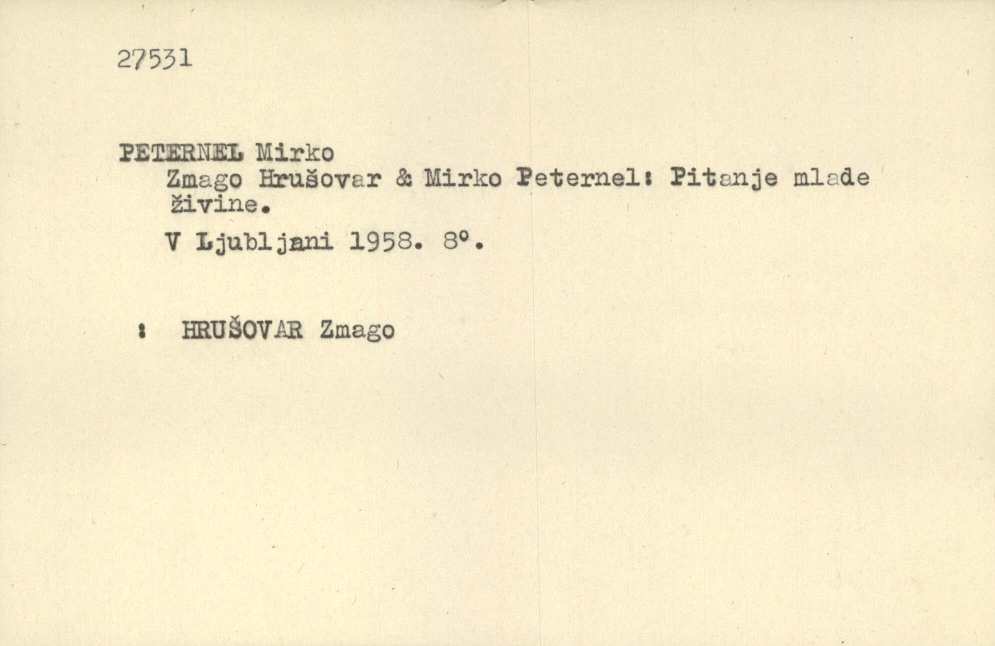 27531
PETERNEL Mirko
Zmago Hrušovar & Mirko Peternel: Pitanje mlade
živine.
V Ljubljani 1958. 8°.
: HRUŠOVAR Zmago